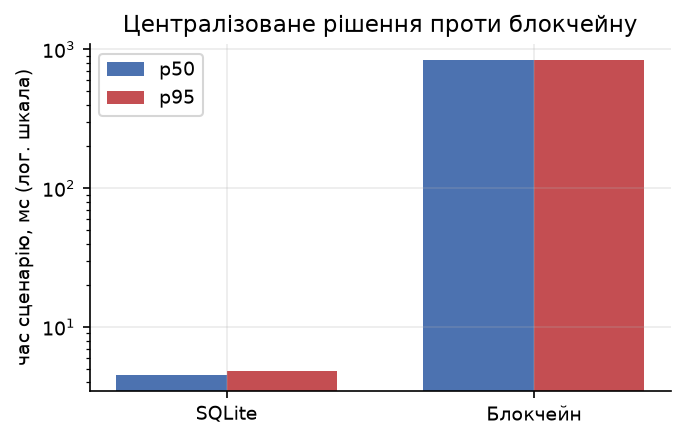 Централізоване рішення проти блокчейну
час сценарію, мс (лог. шкала)
10³
10²
10¹
p50
p95
SQLite
Блокчейн